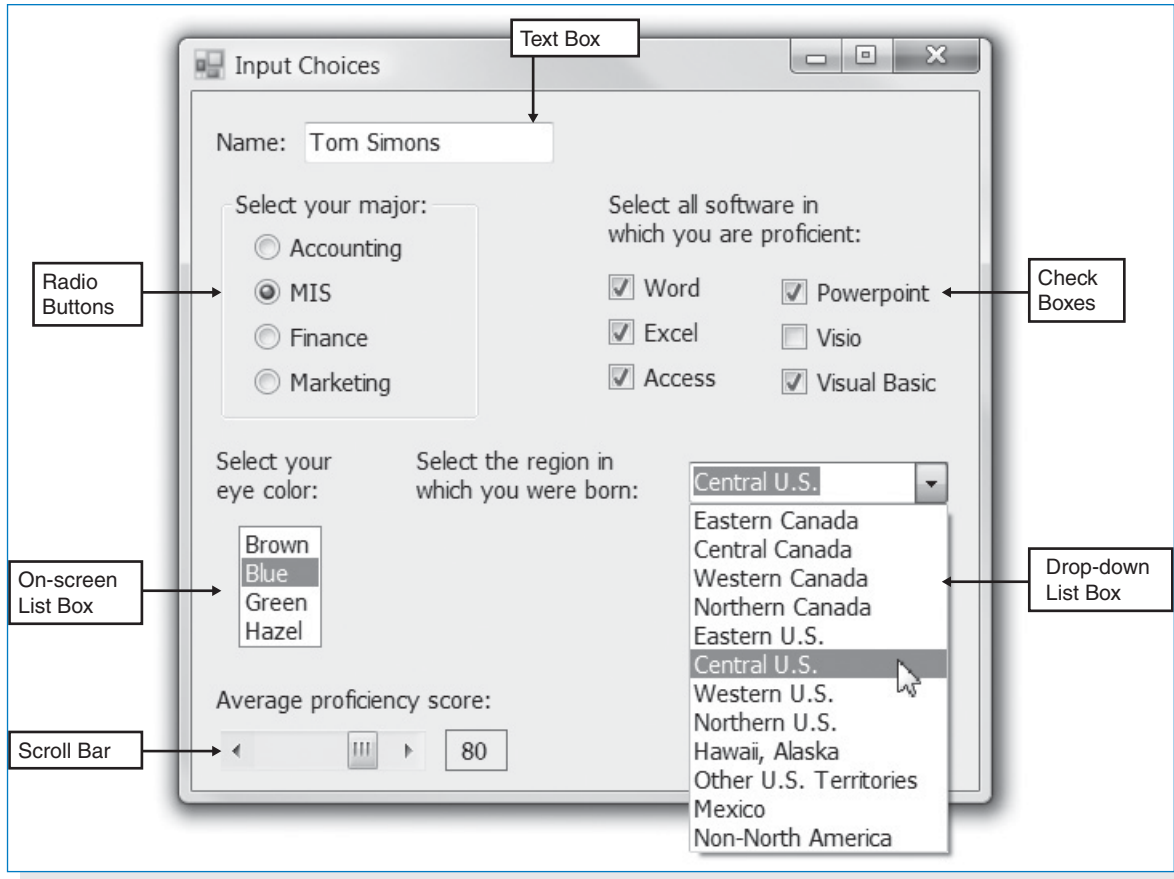 Text Box
Input Choices
Name: Tom Simons
Select your major:
Accounting
MIS
Finance
Marketing
Radio
Buttons
Select all software in
which you are proficient:
Word
Excel
Access
Powerpoint
Visio
Visual Basic
Check
Boxes
Select your
eye color:
Brown
Blue
Green
Hazel
On-screen
List Box
Select the region in
which you were born:
Central U.S.
Eastern Canada
Central Canada
Western Canada
Northern Canada
Eastern U.S.
Central U.S.
Western U.S.
Northern U.S.
Hawaii, Alaska
Other U.S. Territories
Mexico
Non-North America
Drop-down
List Box
Average proficiency score:
80
Scroll Bar